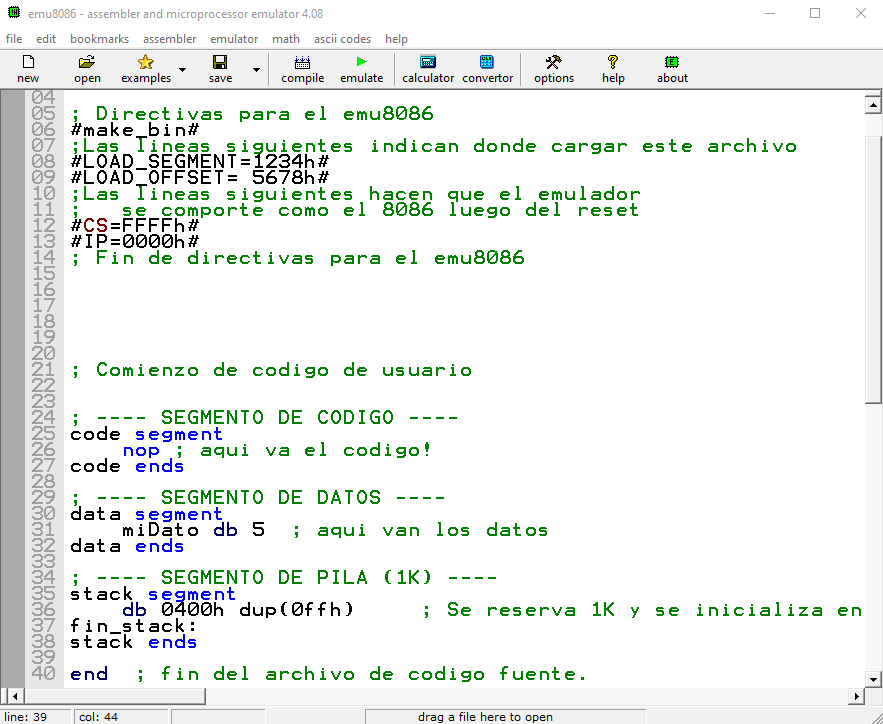 emu8086 - assembler and microprocessor emulator 4.08
file edit bookmarks assembler emulator math ascii codes help
new open examples save compile emulate calculator convertor options help about
04
05 ; Directivas para el emu8086
06 #make_bin#
07 ;Las lineas siguientes indican donde cargar este archivo
08 #LOAD_SEGMENT=1234h#
09 #LOAD_OFFSET= 5678h#
10 ;Las lineas siguientes hacen que el emulador
11 ;   se comporte como el 8086 luego del reset
12 #CS=FFFFh#
13 #IP=0000h#
14 ; Fin de directivas para el emu8086
15
16
17
18
19
20
21 ; Comienzo de codigo de usuario
22
23
24 ; ---- SEGMENTO DE CODIGO ----
25 code segment
26     nop ; aqui va el codigo!
27 code ends
28
29 ; ---- SEGMENTO DE DATOS ----
30 data segment
31     miDato db 5  ; aqui van los datos
32 data ends
33
34 ; ---- SEGMENTO DE PILA (1K) ----
35 stack segment
36     db 0400h dup(0ffh)     ; Se reserva 1K y se inicializa en
37 fin_stack:
38 stack ends
39
40 end  ; fin del archivo de codigo fuente.
line: 39 col: 44 drag a file here to open